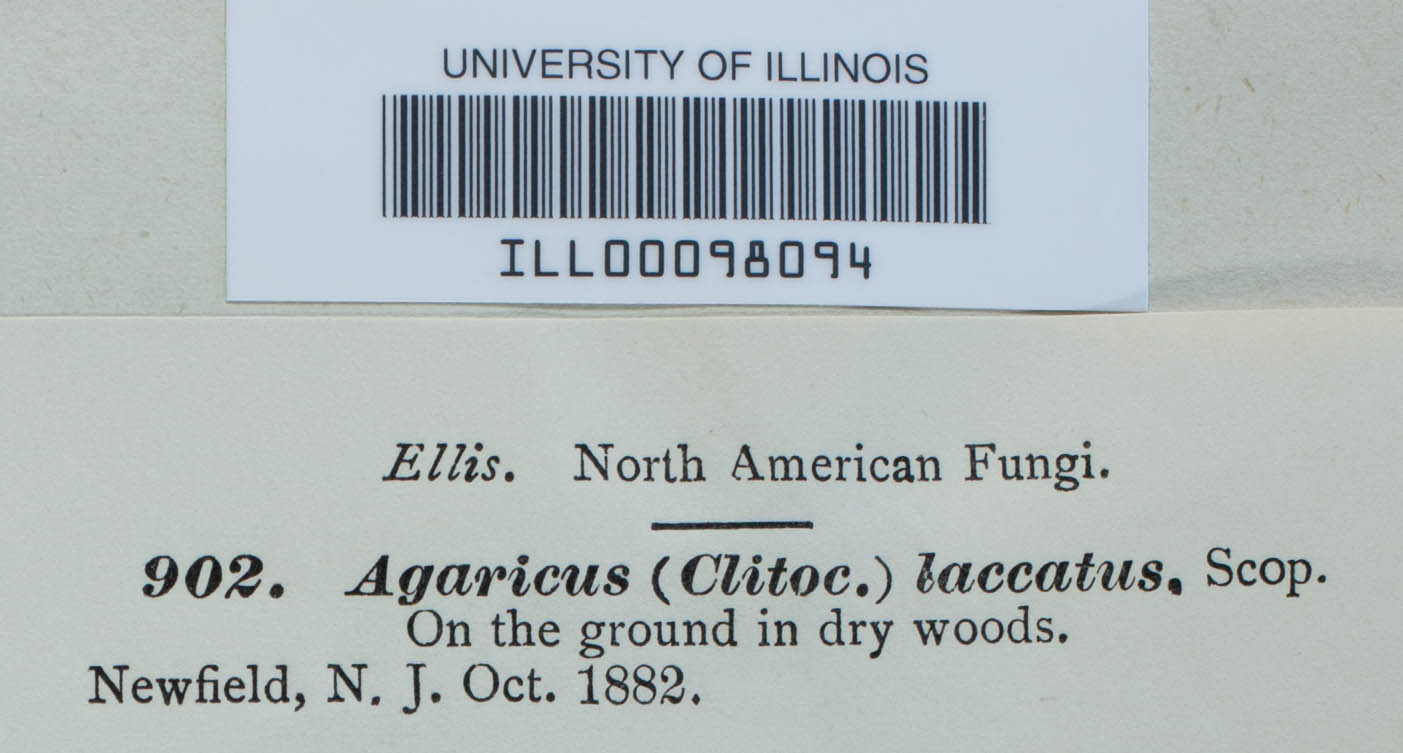 UNIVERSITY OF ILLINOIS
ILL00098094
Ellis. North American Fungi.
902. Agaricus (Clitoc.) laccatus, Scop.
On the ground in dry woods.
Newfield, N. J. Oct. 1882.